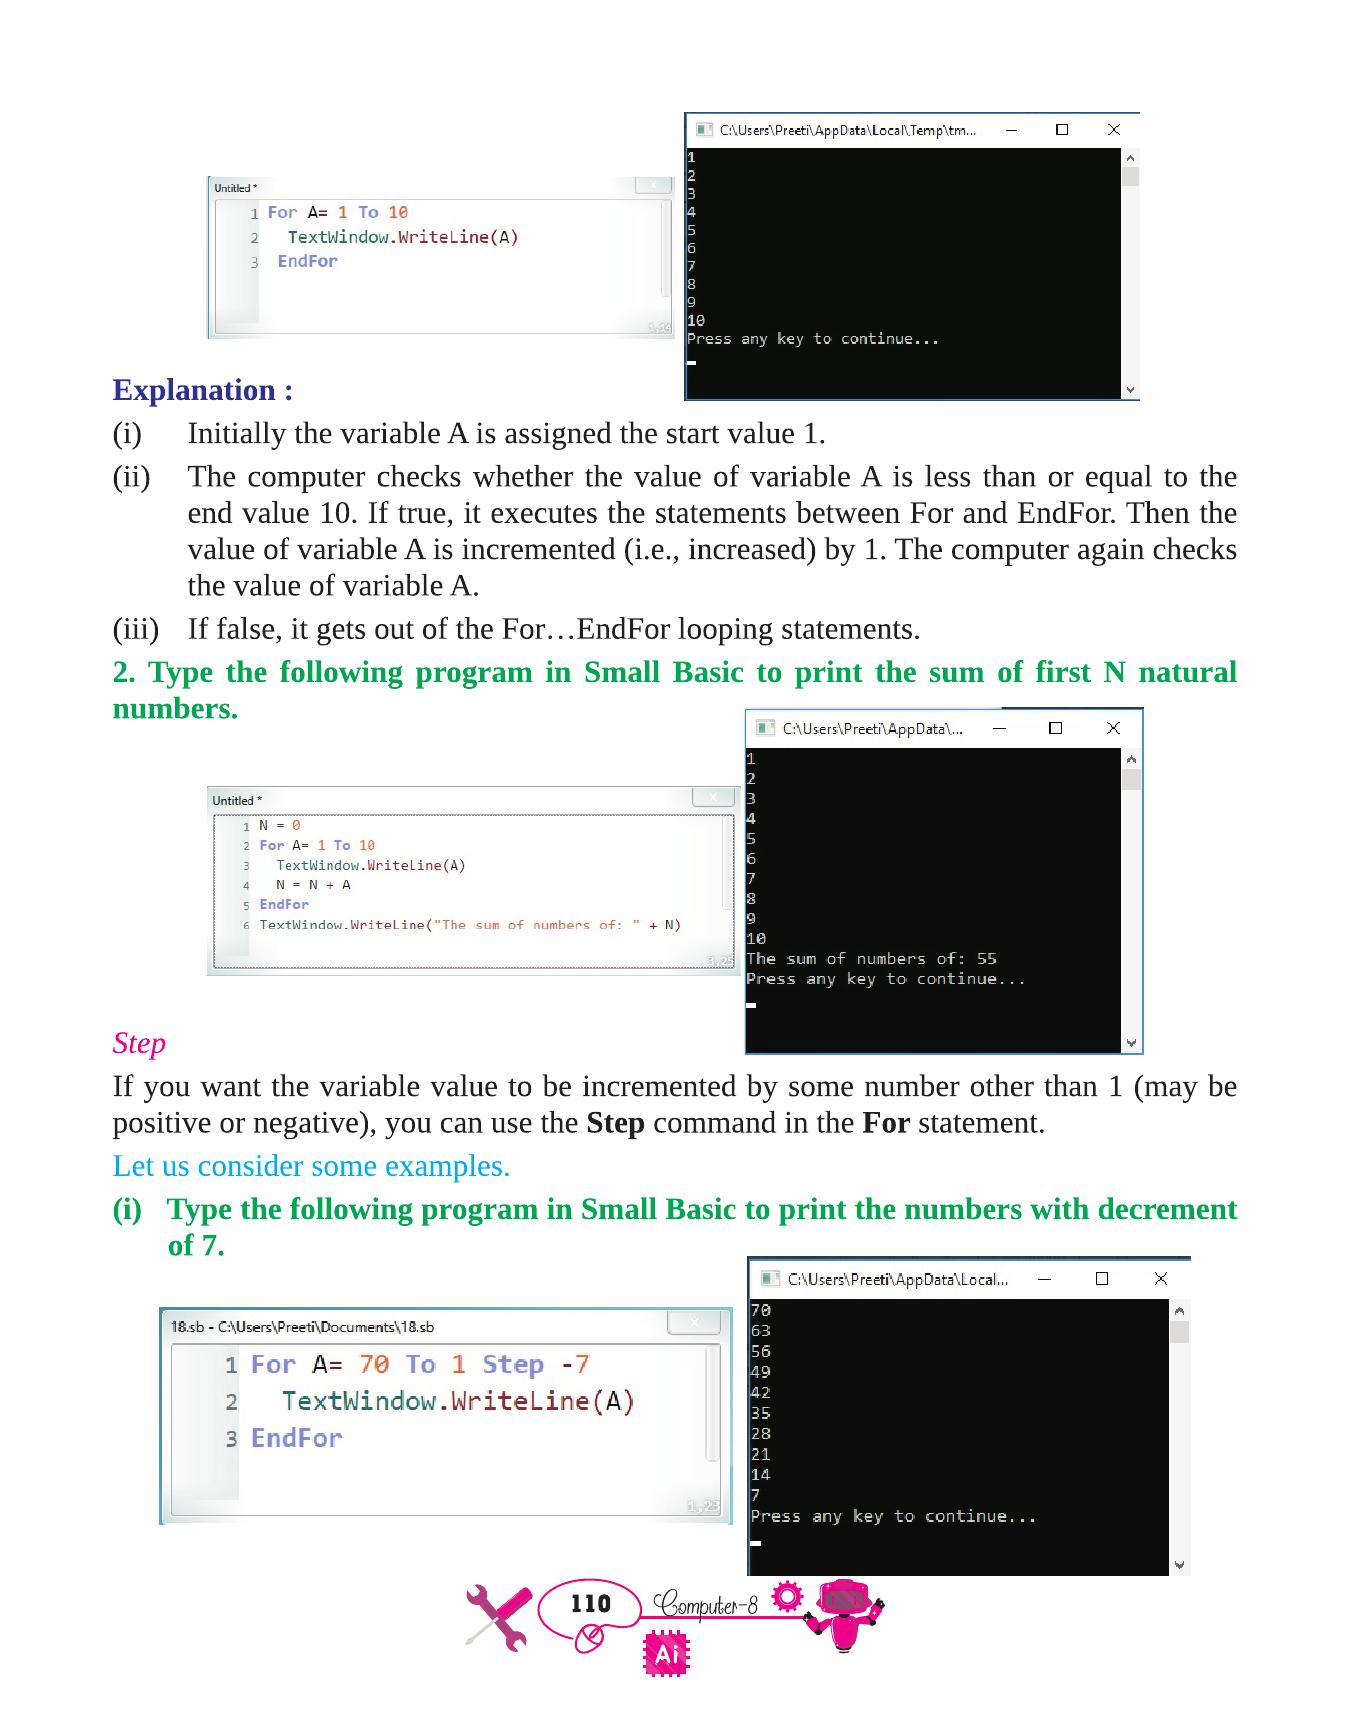 C:\Users\Preeti\AppData\Local\Temp\tm...
1
2
3
4
5
6
7
8
9
10
Press any key to continue...
Untitled *
1 For A= 1 To 10
2 TextWindow.WriteLine(A)
3 EndFor
1,14
Explanation :
(i) Initially the variable A is assigned the start value 1.
(ii) The computer checks whether the value of variable A is less than or equal to the
end value 10. If true, it executes the statements between For and EndFor. Then the
value of variable A is incremented (i.e., increased) by 1. The computer again checks
the value of variable A.
(iii) If false, it gets out of the For…EndFor looping statements.
2. Type the following program in Small Basic to print the sum of first N natural
numbers.
Untitled *
1 N = 0
2 For A= 1 To 10
3 TextWindow.WriteLine(A)
4 N = N + A
5 EndFor
6 TextWindow.WriteLine("The sum of numbers of: " + N)
3,25
C:\Users\Preeti\AppData\...
1
2
3
4
5
6
7
8
9
10
The sum of numbers of: 55
Press any key to continue...
Step
If you want the variable value to be incremented by some number other than 1 (may be
positive or negative), you can use the Step command in the For statement.
Let us consider some examples.
(i) Type the following program in Small Basic to print the numbers with decrement
of 7.
18.sb - C:\Users\Preeti\Documents\18.sb
1 For A= 70 To 1 Step -7
2 TextWindow.WriteLine(A)
3 EndFor
1,23
C:\Users\Preeti\AppData\Local...
70
63
56
49
42
35
28
21
14
7
Press any key to continue...
110 Computer-8
Ai